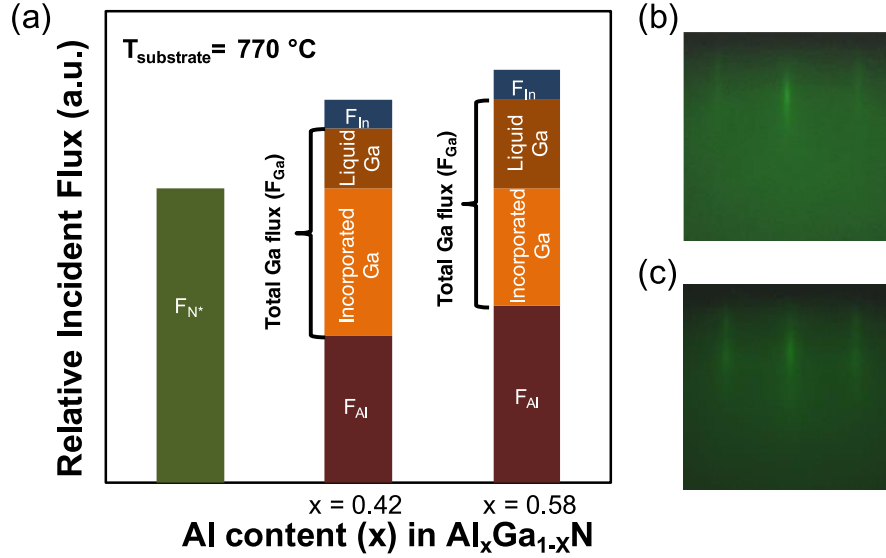 (a)
T_substrate= 770 °C
Relative Incident Flux (a.u.)
F_N*
Total Ga flux (F_Ga)
F_In
Liquid
Ga
Incorporated
Ga
F_Al
Total Ga flux (F_Ga)
F_In
Liquid
Ga
Incorporated
Ga
F_Al
x = 0.42
x = 0.58
Al content (x) in Al_xGa_1-XN
(b)
(c)